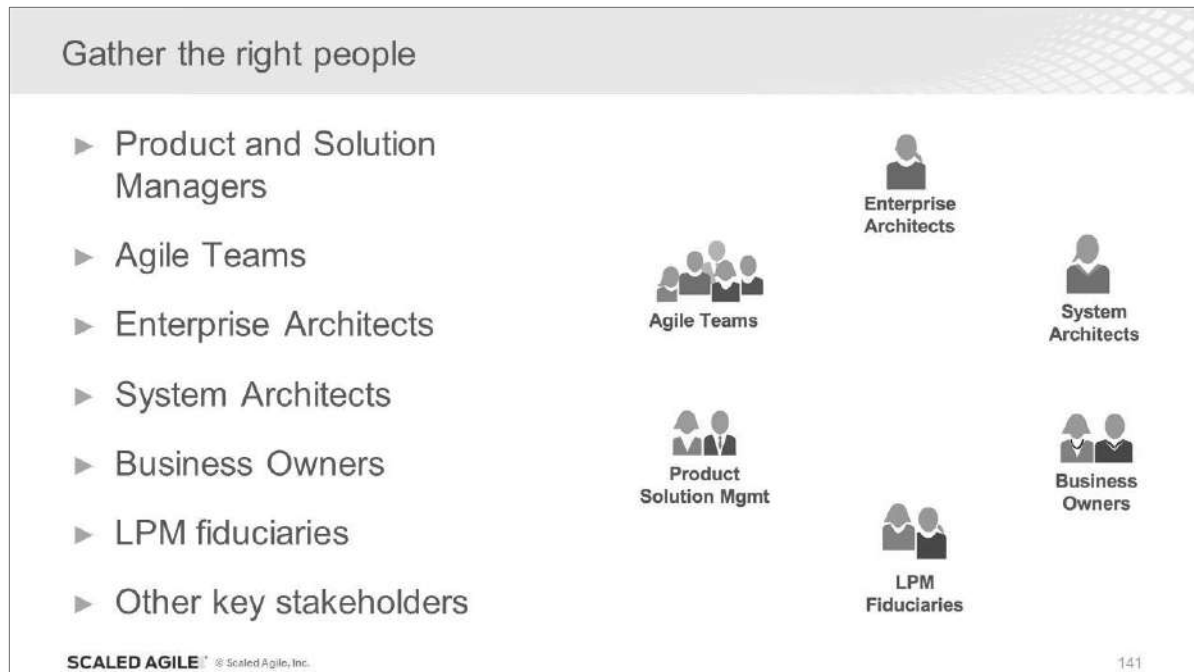 Gather the right people
► Product and Solution
Managers
► Agile Teams
► Enterprise Architects
► System Architects
► Business Owners
► LPM fiduciaries
► Other key stakeholders
Enterprise
Architects
Agile Teams
System
Architects
Product
Solution Mgmt
Business
Owners
LPM
Fiduciaries
SCALED AGILE © Scaled Agile, Inc.
141